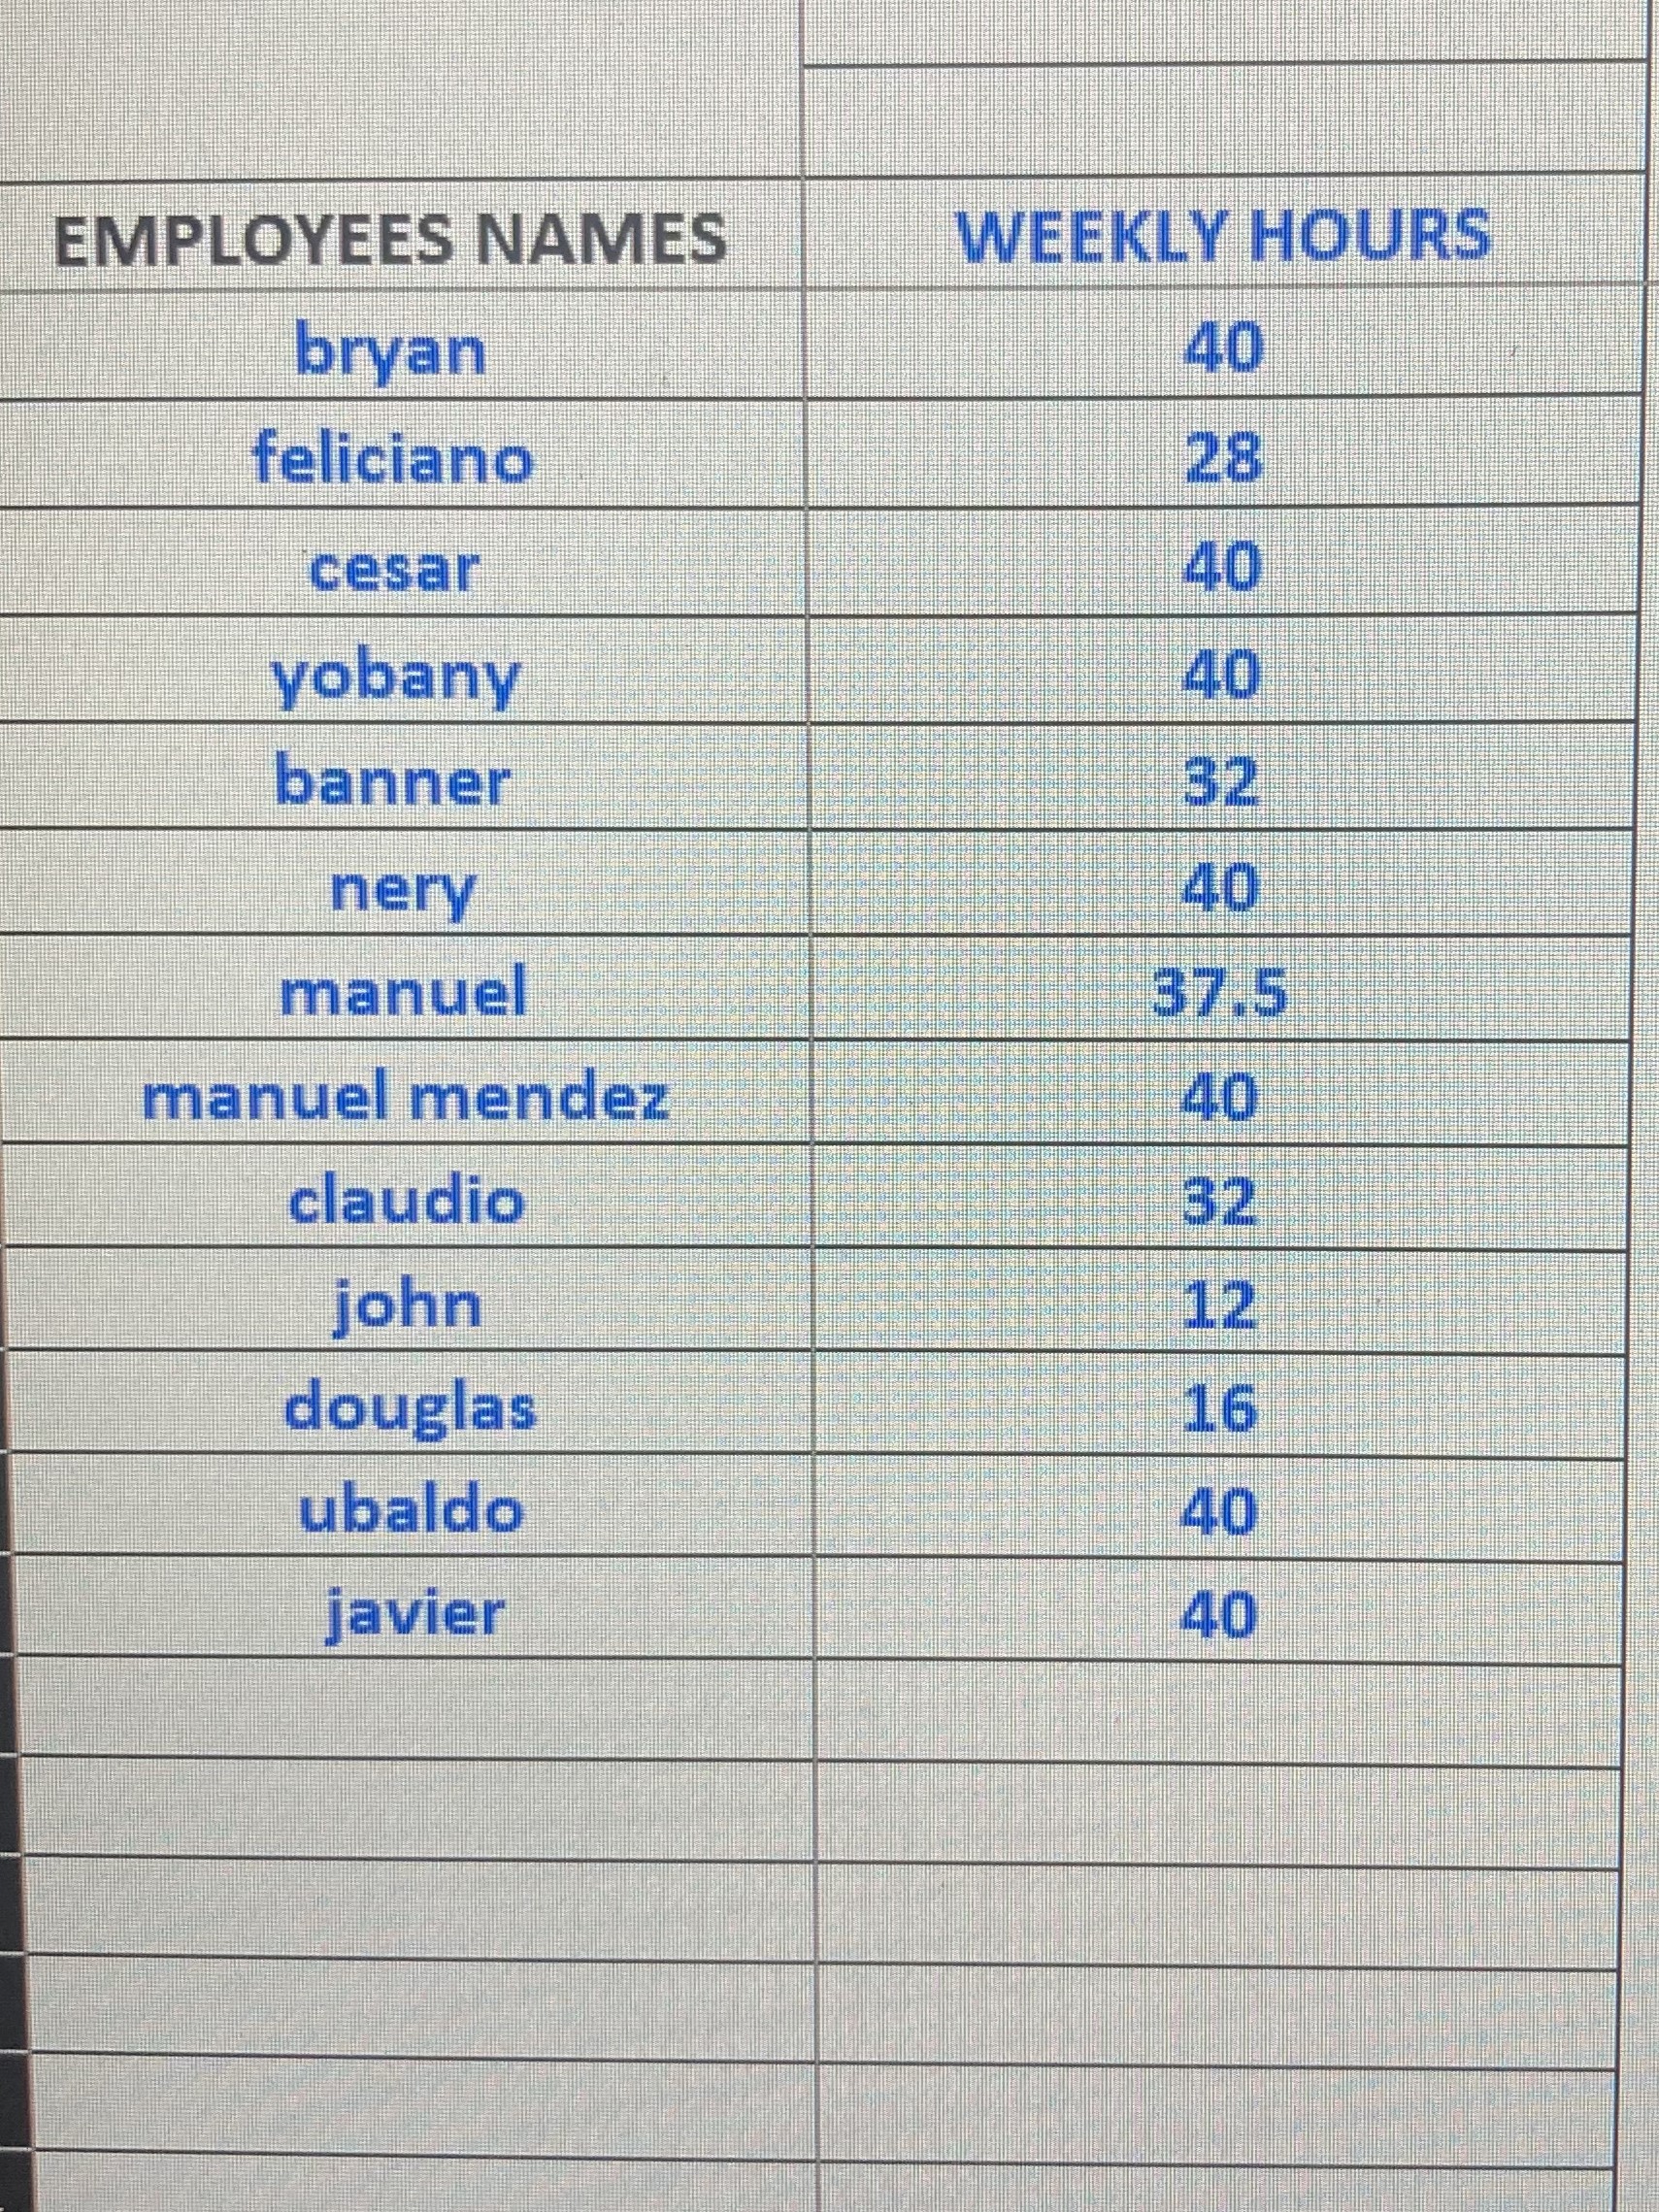 EMPLOYEES NAMES WEEKLY HOURS
bryan 40
feliciano 28
cesar 40
yobany 40
banner 32
nery 40
manuel 37.5
manuel mendez 40
claudio 32
john 12
douglas 16
ubaldo 40
javier 40